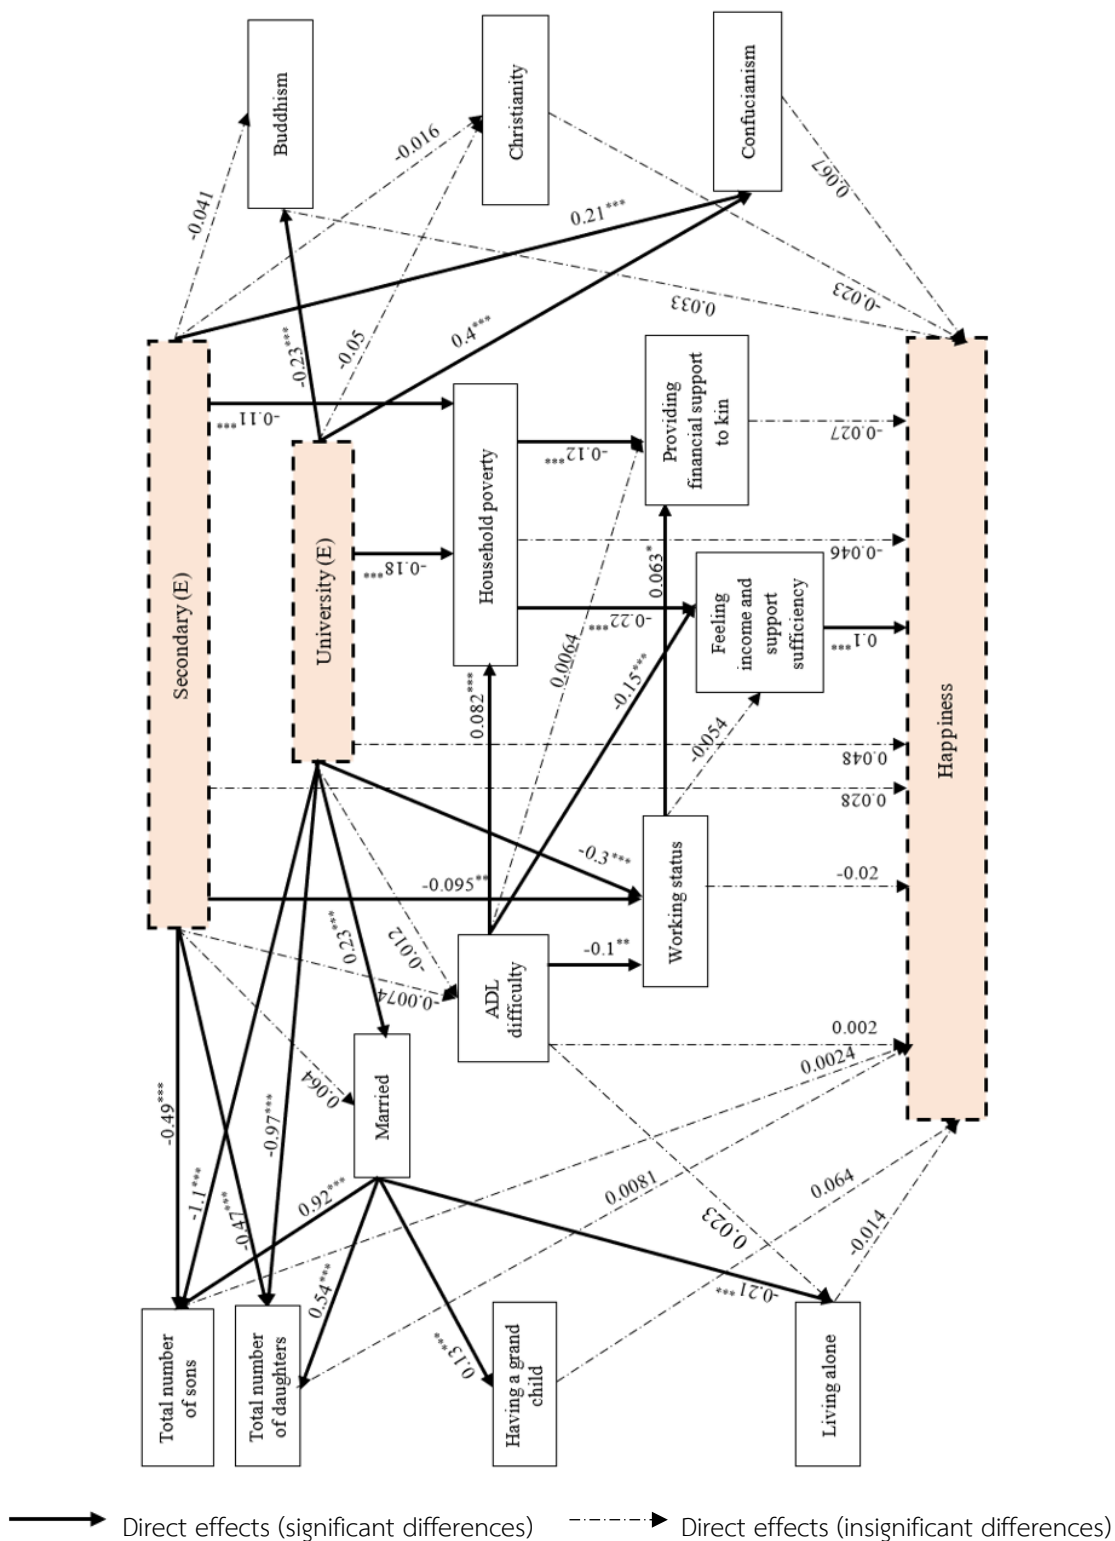 Buddhism
Christianity
Confucianism
-0.041
-0.016
0.21***
0.067
-0.023
0.033
-0.23***
-0.05
0.4***
Secondary (E)
University (E)
-0.11***
-0.18***
Household poverty
-0.12***
Providing
financial support
to kin
-0.027
-0.046
0.063*
-0.22***
Feeling
income and
support
sufficiency
0.1***
0.0064
-0.15***
0.082***
-0.054
0.048
0.028
Happiness
-0.3***
-0.095**
Working status
-0.02
-0.1**
ADL
difficulty
0.23***
-0.012
-0.0074
0.064
Married
0.002
0.0024
-0.49***
-0.97***
-1.1***
-0.47***
0.92***
0.54***
0.13***
0.0081
0.023
0.064
-0.014
-0.21***
Total number
of sons
Total number
of daughters
Having a grand
child
Living alone
Direct effects (significant differences)
Direct effects (insignificant differences)